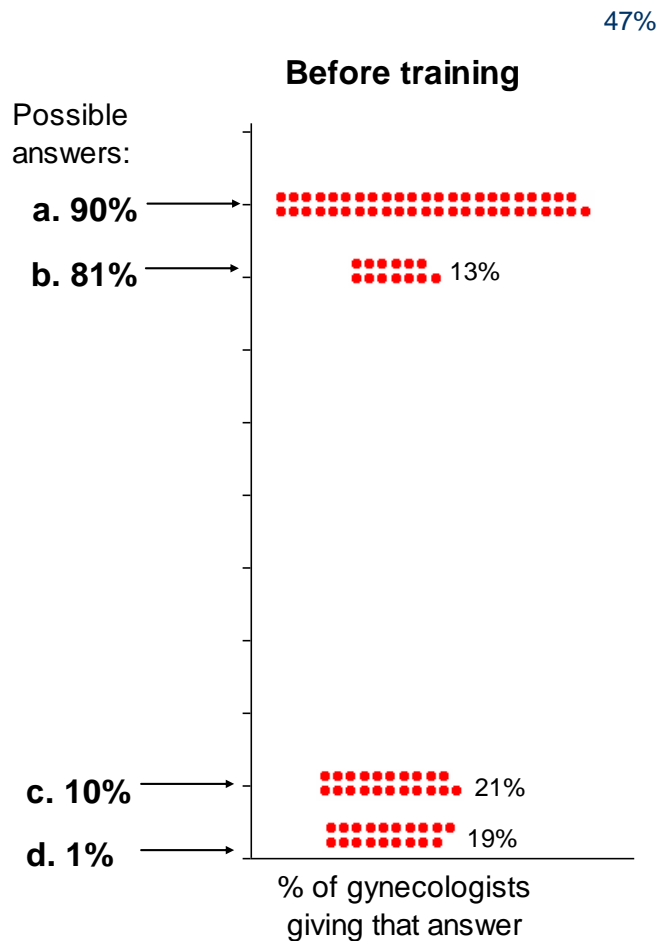 47%
Before training
Possible
answers:
a. 90%
b. 81%
13%
c. 10%
21%
d. 1%
19%
% of gynecologists
giving that answer